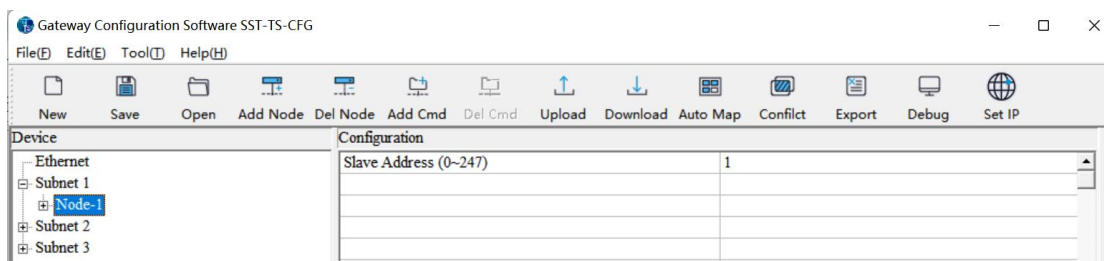 Gateway Configuration Software SST-TS-CFG
File(F) Edit(E) Tool(T) Help(H)
New Save Open Add Node Del Node Add Cmd Del Cmd Upload Download Auto Map Conflict Export Debug Set IP
Device Configuration
Ethernet Slave Address (0~247) 1
Subnet 1
Node-1
Subnet 2
Subnet 3